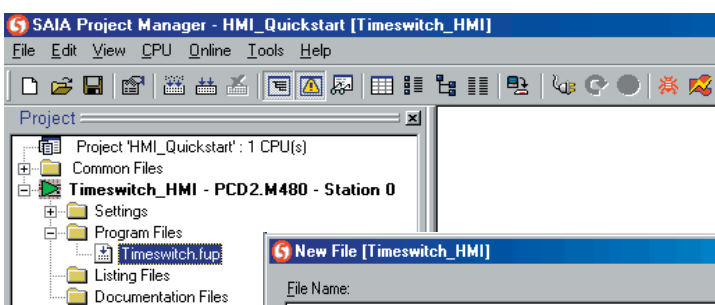 SAIA Project Manager - HMI_Quickstart [Timeswitch_HMI]
File Edit View CPU Online Tools Help
Project
Project 'HMI_Quickstart' : 1 CPU(s)
Common Files
Timeswitch_HMI - PCD2.M480 - Station 0
Settings
Program Files
Timeswitch.fup
Listing Files
Documentation Files
New File [Timeswitch_HMI]
File Name: